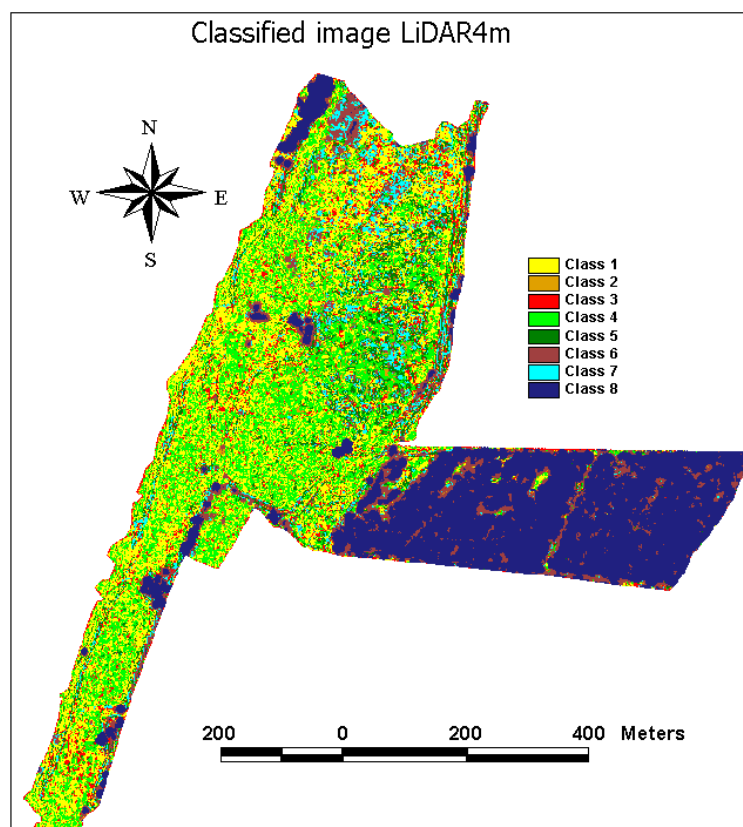 Classified image LiDAR4m
N
W E
S
Class 1
Class 2
Class 3
Class 4
Class 5
Class 6
Class 7
Class 8
200 0 200 400 Meters